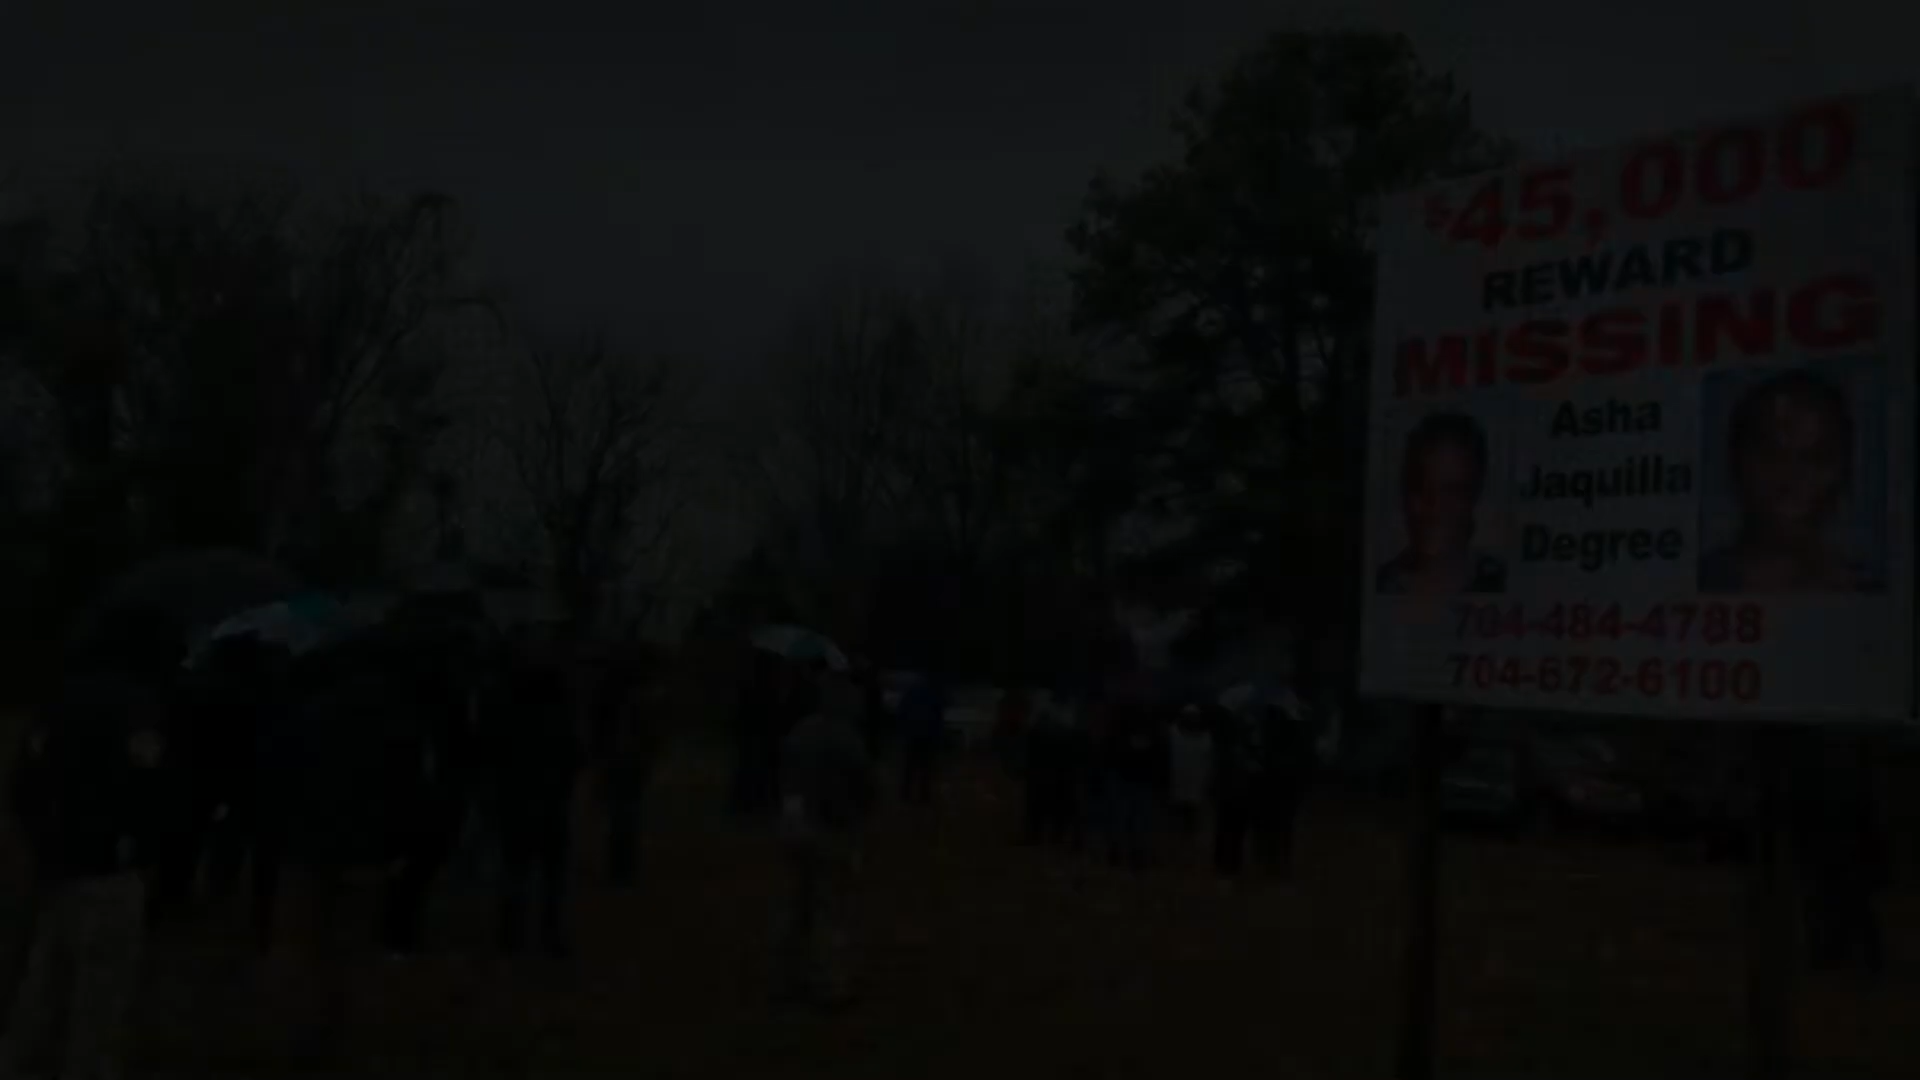 $45,000
REWARD
MISSING
Asha
Jaquilla
Degree
704-484-4788
704-672-6100